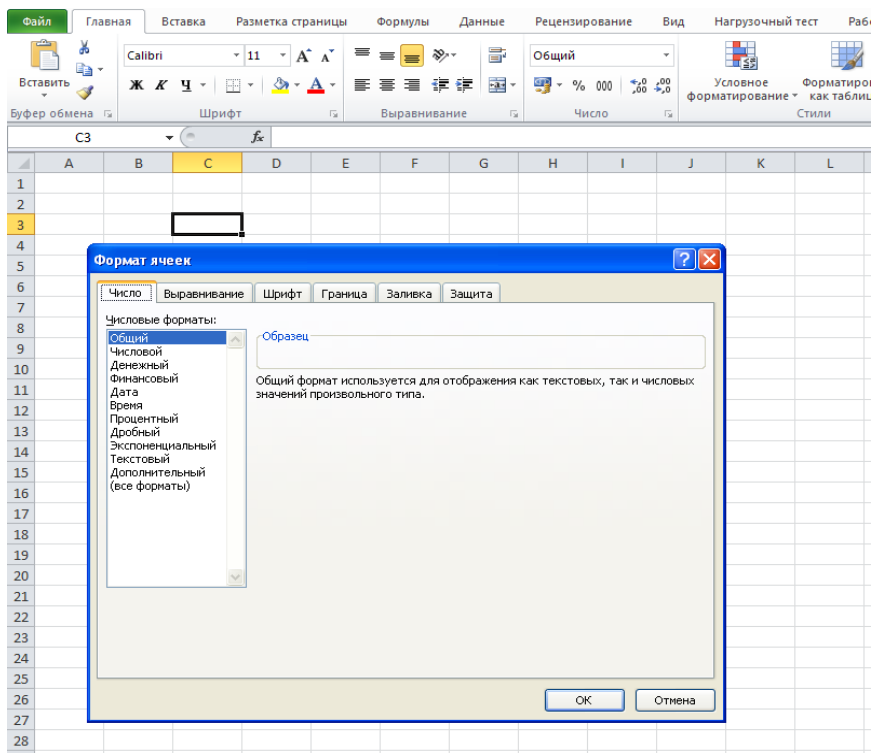 Файл Главная Вставка Разметка страницы Формулы Данные Рецензирование Вид Нагрузочный тест
Calibri 11 Общий
Вставить Ж К Ч % 000 Условное форматирование
Буфер обмена Шрифт Выравнивание Число Стили
C3 fx
A B C D E F G H I J K L
1
2
3
4
5
6
7
8
9
10
11
12
13
14
15
16
17
18
19
20
21
22
23
24
25
26
27
28
Формат ячеек
Число Выравнивание Шрифт Граница Заливка Защита
Числовые форматы:
Общий
Числовой
Денежный
Финансовый
Дата
Время
Процентный
Дробный
Экспоненциальный
Текстовый
Дополнительный
(все форматы)
Образец
Общий формат используется для отображения как текстовых, так и числовых
значений произвольного типа.
ОК Отмена